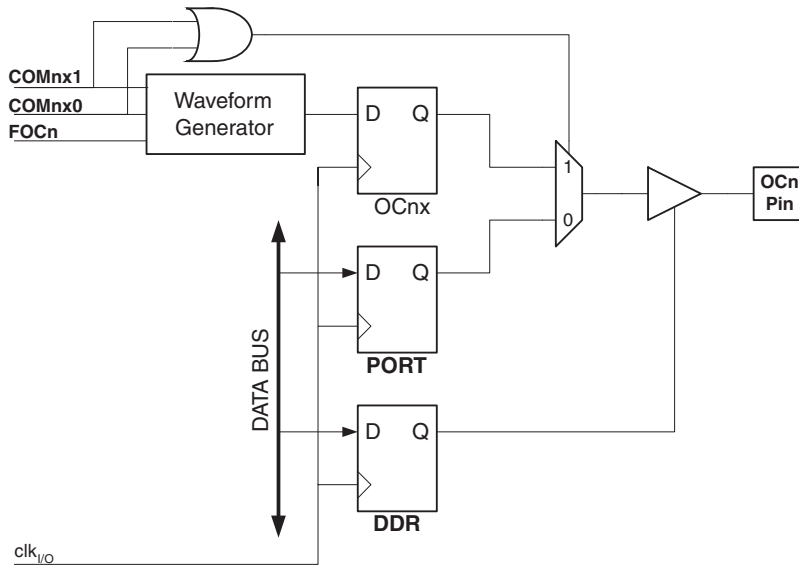 COMnx1
COMnx0
FOCn
Waveform
Generator
D Q
OCnx
1
0
OCn
Pin
D Q
PORT
DATA BUS
D Q
DDR
clkI/O